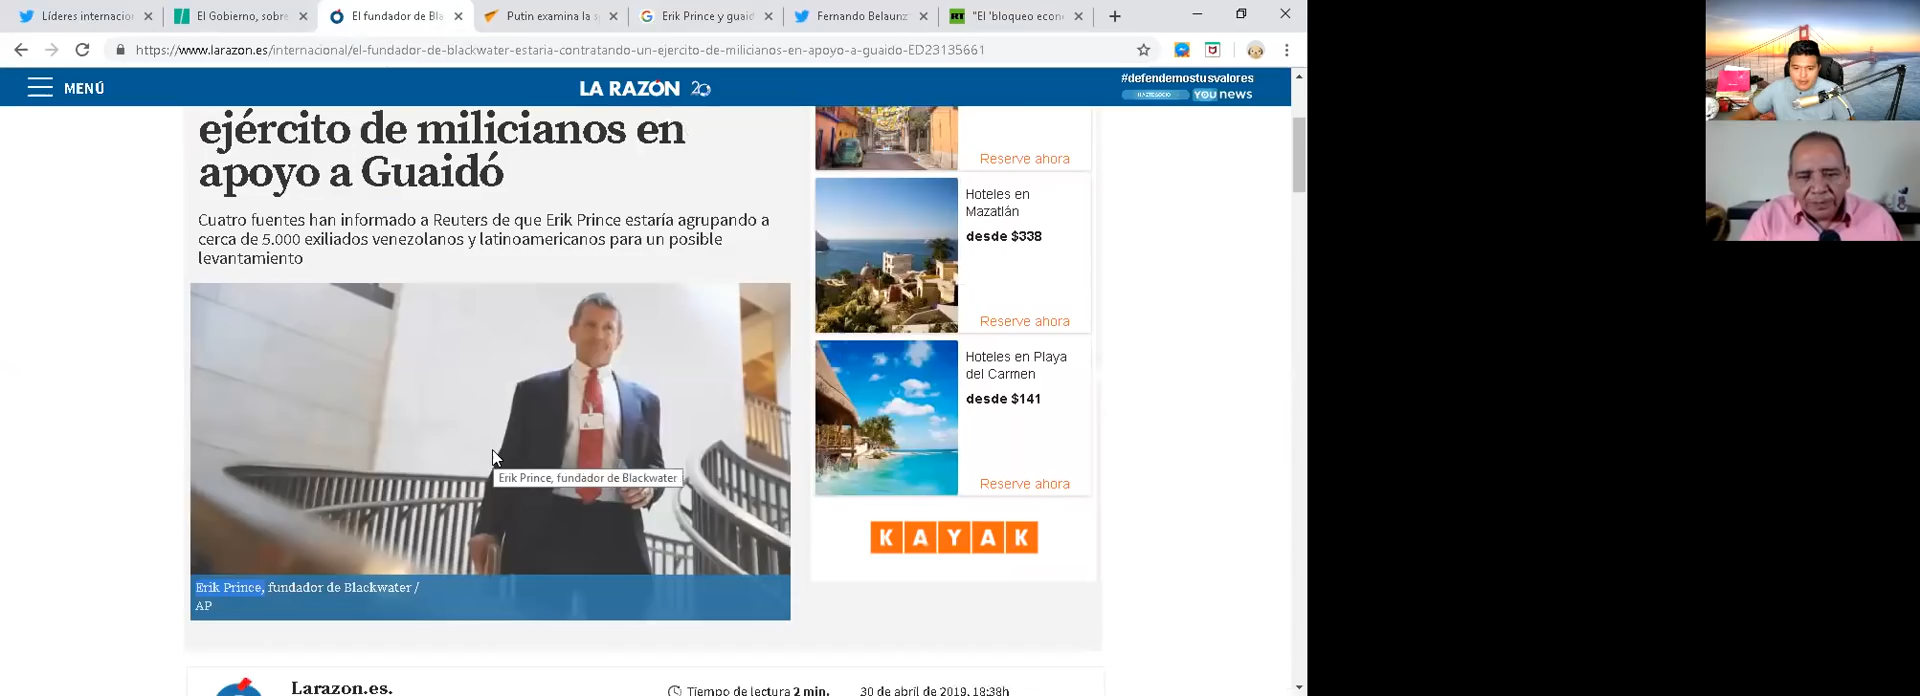 Líderes internacio
El Gobierno, sobre
El fundador de Bla
Putin examina la s
Erik Prince y guaid
Fernando Belaunz
"El 'bloqueo econ
https://www.larazon.es/internacional/el-fundador-de-blackwater-estaria-contratando-un-ejercito-de-milicianos-en-apoyo-a-guaido-ED23135661
MENÚ
LA RAZÓN 20
#defendemostusvalores
YOU news
ejército de milicianos en
apoyo a Guaidó
Cuatro fuentes han informado a Reuters de que Erik Prince estaría agrupando a
cerca de 5.000 exiliados venezolanos y latinoamericanos para un posible
levantamiento
Erik Prince, fundador de Blackwater
Erik Prince, fundador de Blackwater /
AP
Reserve ahora
Hoteles en
Mazatlán
desde $338
Reserve ahora
Hoteles en Playa
del Carmen
desde $141
Reserve ahora
KAYAK
Larazon.es.
Tiempo de lectura 2 min.
30 de abril de 2019, 18:38h